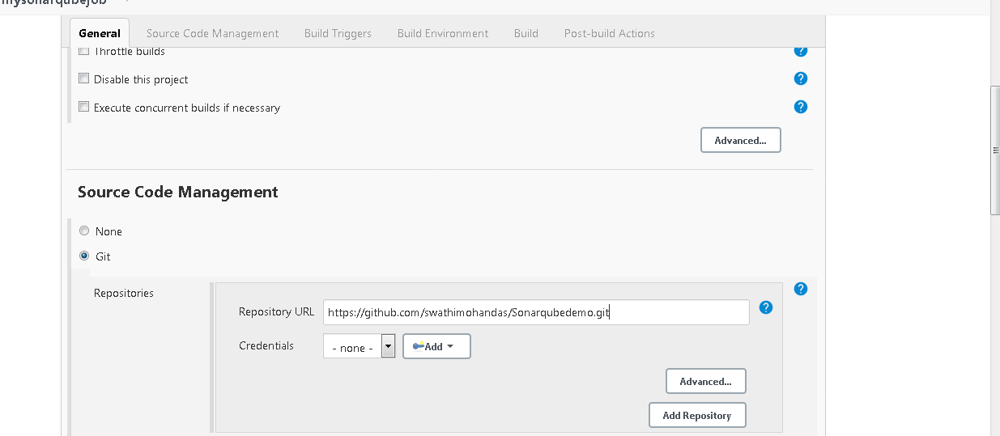 mysonarqubejob
General Source Code Management Build Triggers Build Environment Build Post-build Actions
Throttle builds
Disable this project
Execute concurrent builds if necessary
Advanced...
Source Code Management
None
Git
Repositories
Repository URL https://github.com/swathimohandas/Sonarqubedemo.git
Credentials - none - Add
Advanced...
Add Repository